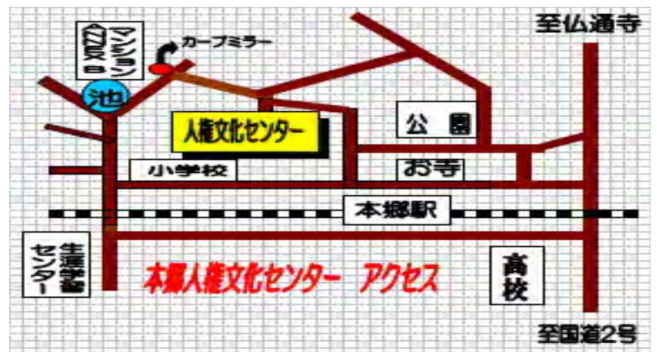 至仏通寺
マンション
カーブミラー
池
人権文化センター
公園
小学校
お寺
本郷駅
生涯学習
センター
本郷人権文化センター アクセス
高校
至国道2号